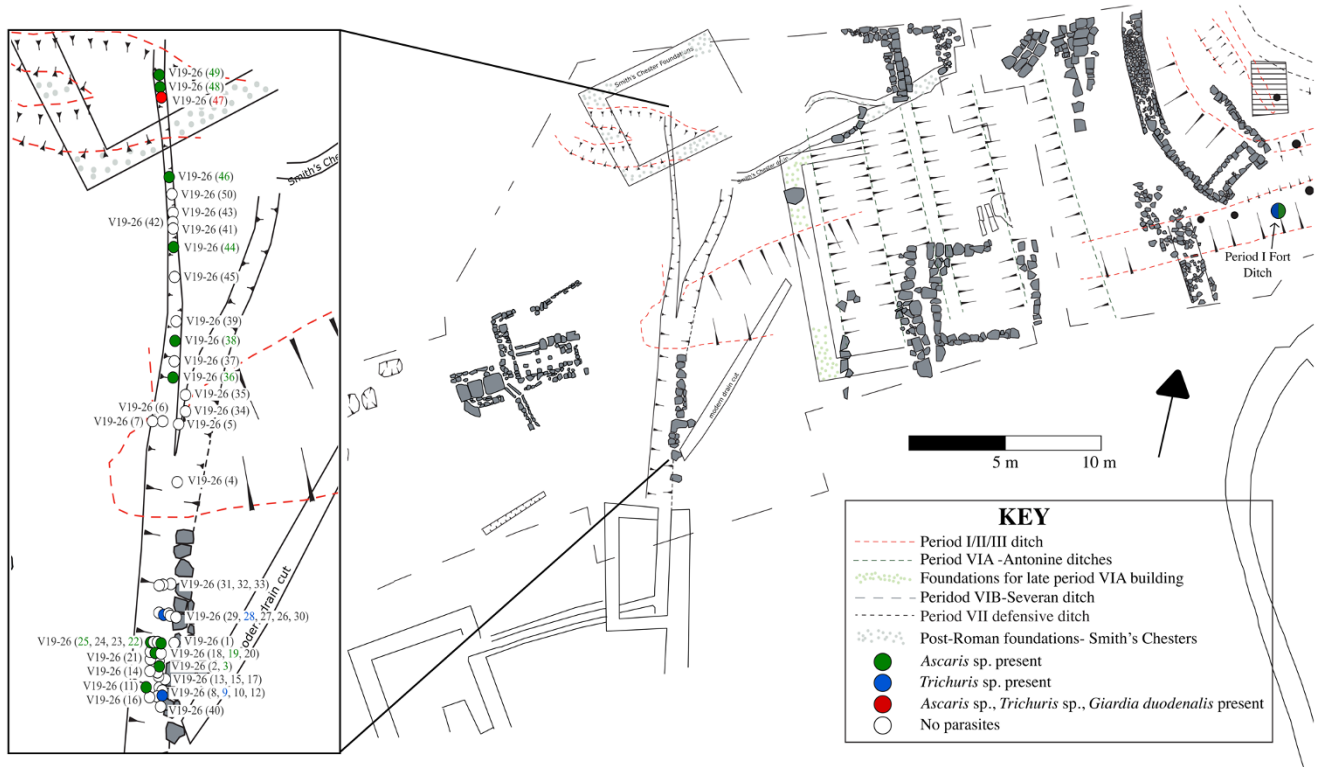 V19-26 (49)
V19-26 (48)
V19-26 (47)
Smith's Che
V19-26 (46)
V19-26 (50)
V19-26 (43)
V19-26 (42)
V19-26 (41)
V19-26 (44)
V19-26 (45)
V19-26 (39)
V19-26 (38)
V19-26 (37)
V19-26 (36)
V19-26 (35)
V19-26 (6)
V19-26 (34)
V19-26 (7)
V19-26 (5)
V19-26 (4)
V19-26 (31, 32, 33)
V19-26 (29, 28, 27, 26, 30)
oder. drain cut
V19-26 (25, 24, 23, 22)
V19-26 (1)
V19-26 (18, 19, 20)
V19-26 (21)
V19-26 (2, 3)
V19-26 (14)
V19-26 (13, 15, 17)
V19-26 (11)
V19-26 (8, 9, 10, 12)
V19-26 (16)
V19-26 (40)
Smith's Chester Foundations
Smith's Chester
modern drain cut
Period I Fort
Ditch
5 m
10 m
KEY
Period I/II/III ditch
Period VIA -Antonine ditches
Foundations for late period VIA building
Peridod VIB-Severan ditch
Period VII defensive ditch
Post-Roman foundations- Smith's Chesters
Ascaris sp. present
Trichuris sp. present
Ascaris sp., Trichuris sp., Giardia duodenalis present
No parasites